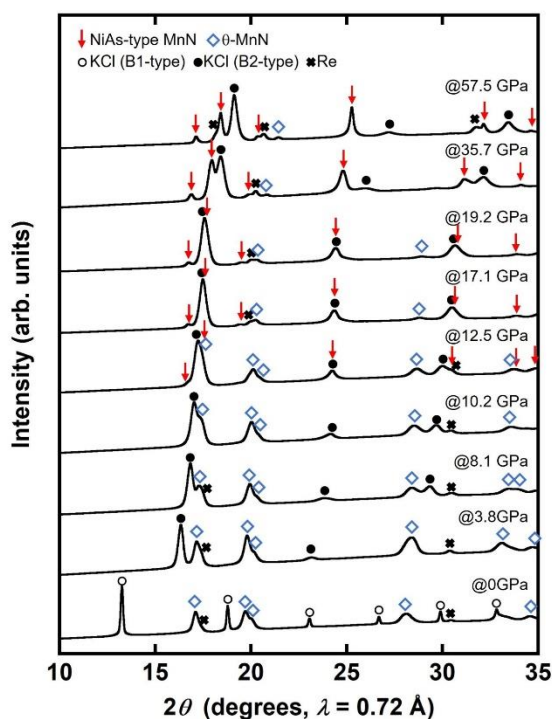 NiAs-type MnN θ-MnN
KCl (B1-type) KCl (B2-type) Re
@57.5 GPa
@35.7 GPa
@19.2 GPa
@17.1 GPa
@12.5 GPa
@10.2 GPa
@8.1 GPa
@3.8GPa
@0GPa
Intensity (arb. units)
10 15 20 25 30 35
2θ (degrees, λ = 0.72 Å)